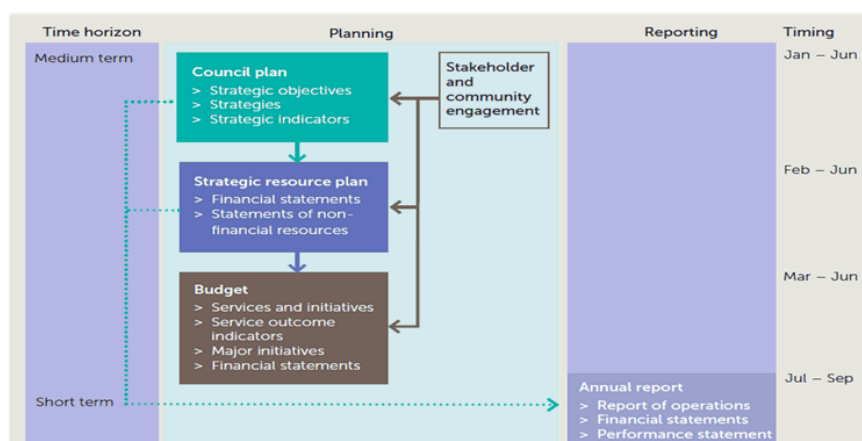 Time horizon
Planning
Reporting
Timing
Medium term
Jan – Jun
Council plan
> Strategic objectives
> Strategies
> Strategic indicators
Stakeholder
and
community
engagement
Feb – Jun
Strategic resource plan
> Financial statements
> Statements of non-
financial resources
Mar – Jun
Budget
> Services and initiatives
> Service outcome
indicators
> Major initiatives
> Financial statements
Jul – Sep
Short term
Annual report
> Report of operations
> Financial statements
> Performance statement